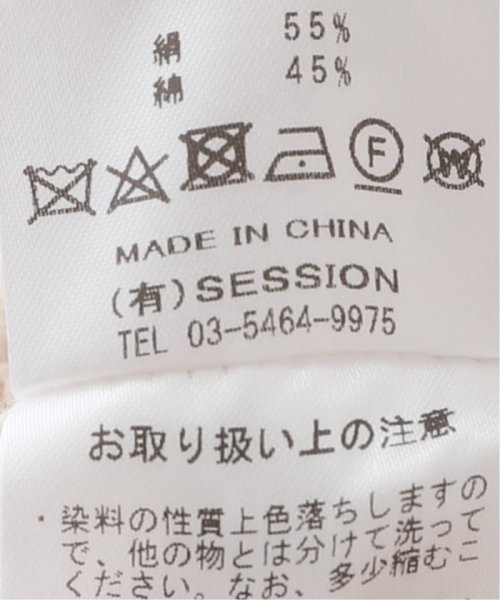 絹 55%
綿 45%
F W
MADE IN CHINA
(有)SESSION
TEL 03-5464-9975
お取り扱い上の注意
・染料の性質上色落ちしますの
で、他の物とは分けて洗って
ください。なお、多少縮むこ